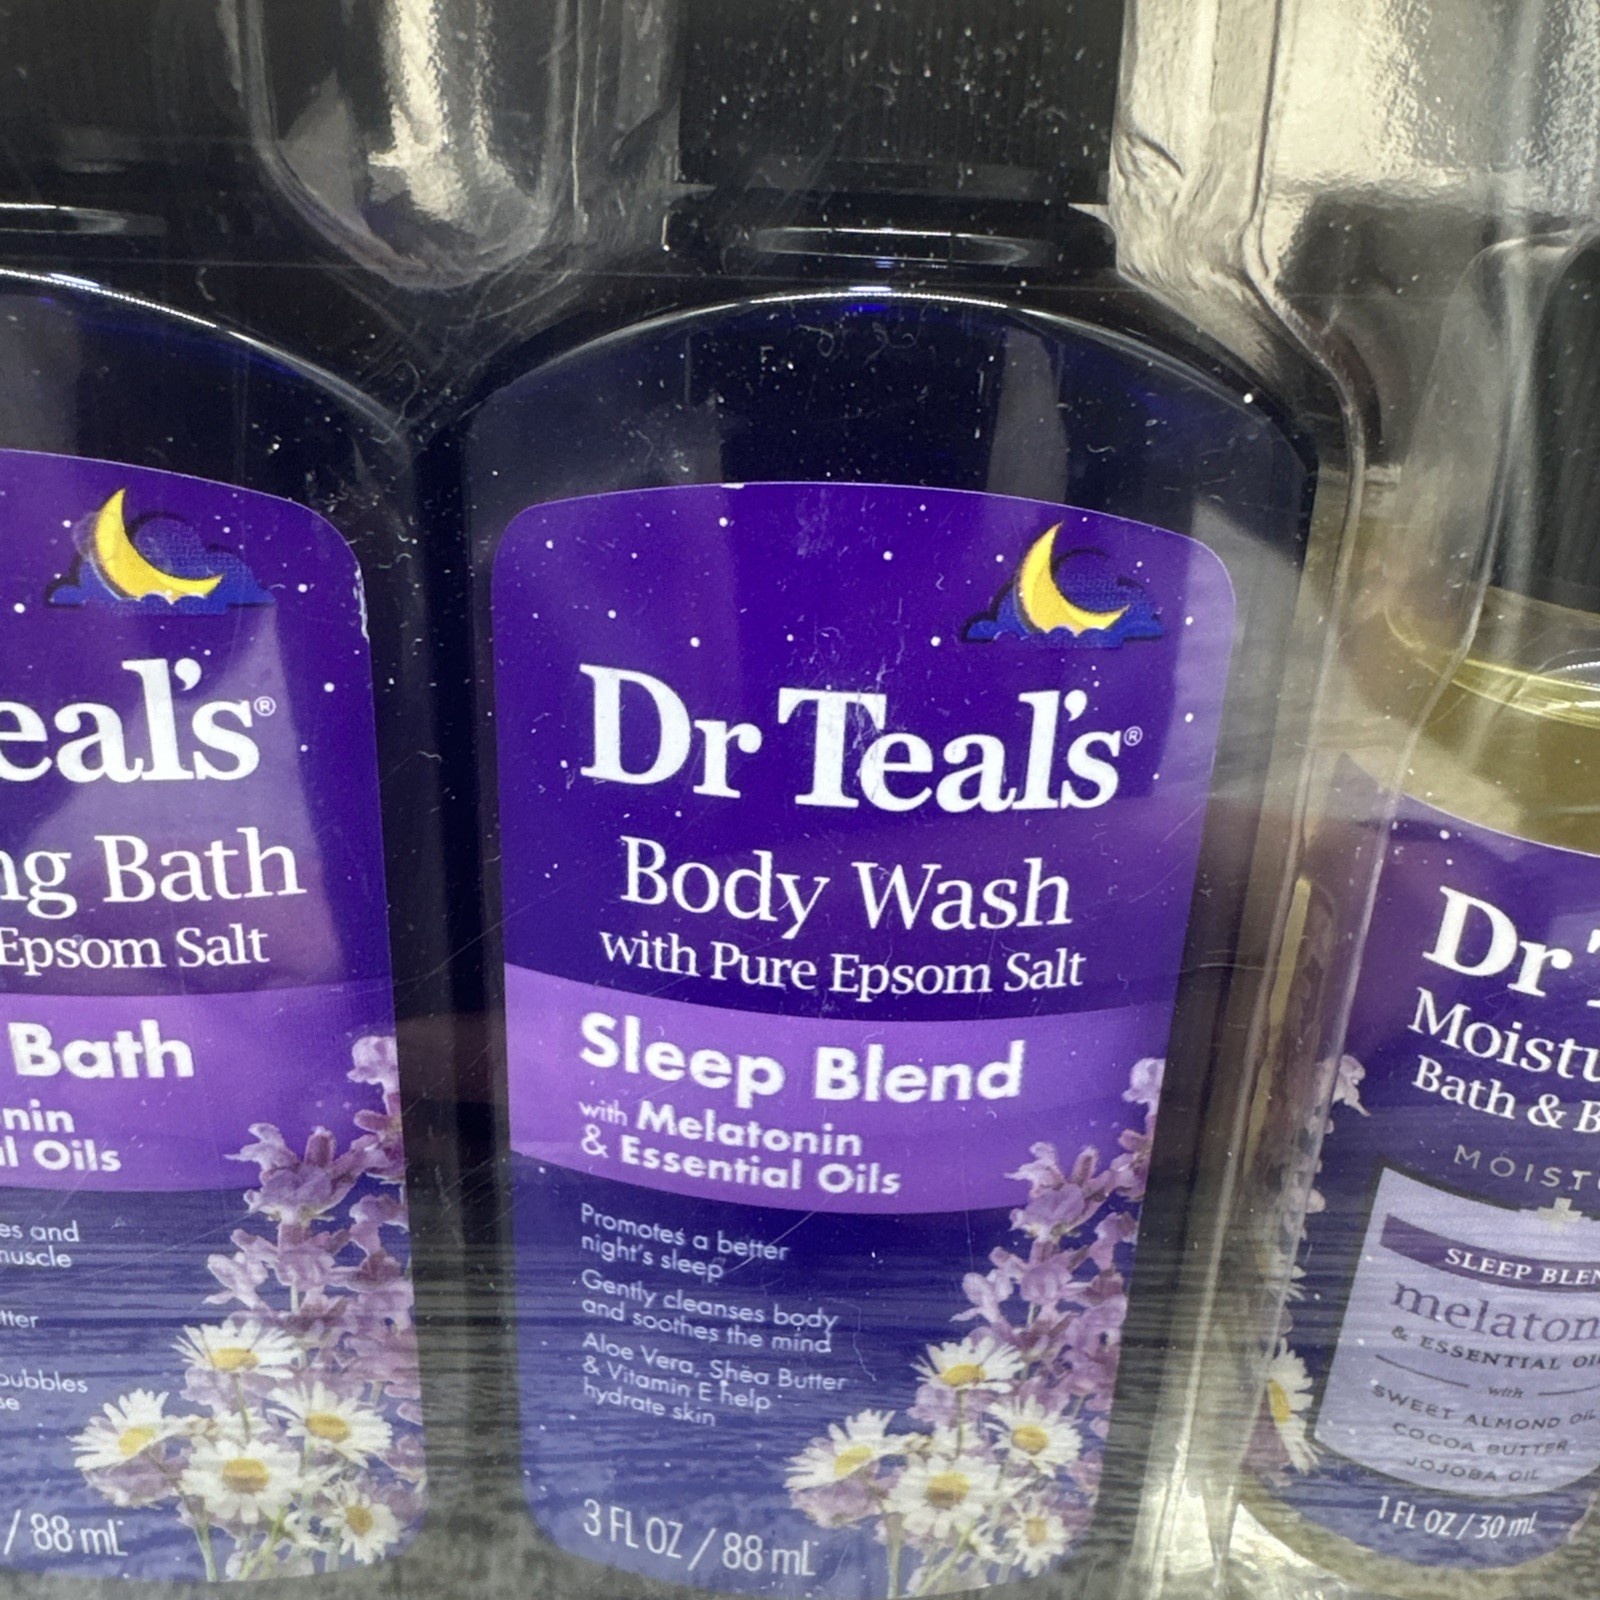 eal's®
ng Bath
Epsom Salt
Bath
nin
l Oils
es and
muscle
tter
bubbles
se
/ 88 mL
Dr Teal's®
Body Wash
with Pure Epsom Salt
Sleep Blend
with Melatonin
& Essential Oils
Promotes a better
night's sleep
Gently cleanses body
and soothes the mind
Aloe Vera, Shea Butter
& Vitamin E help
hydrate skin
3 FL OZ / 88 mL
Dr T
Moistu
Bath & B
MOIST
SLEEP BLEN
melaton
& ESSENTIAL OI
with
SWEET ALMOND OIL
COCOA BUTTER
JOJOBA OIL
1 FL OZ / 30 mL